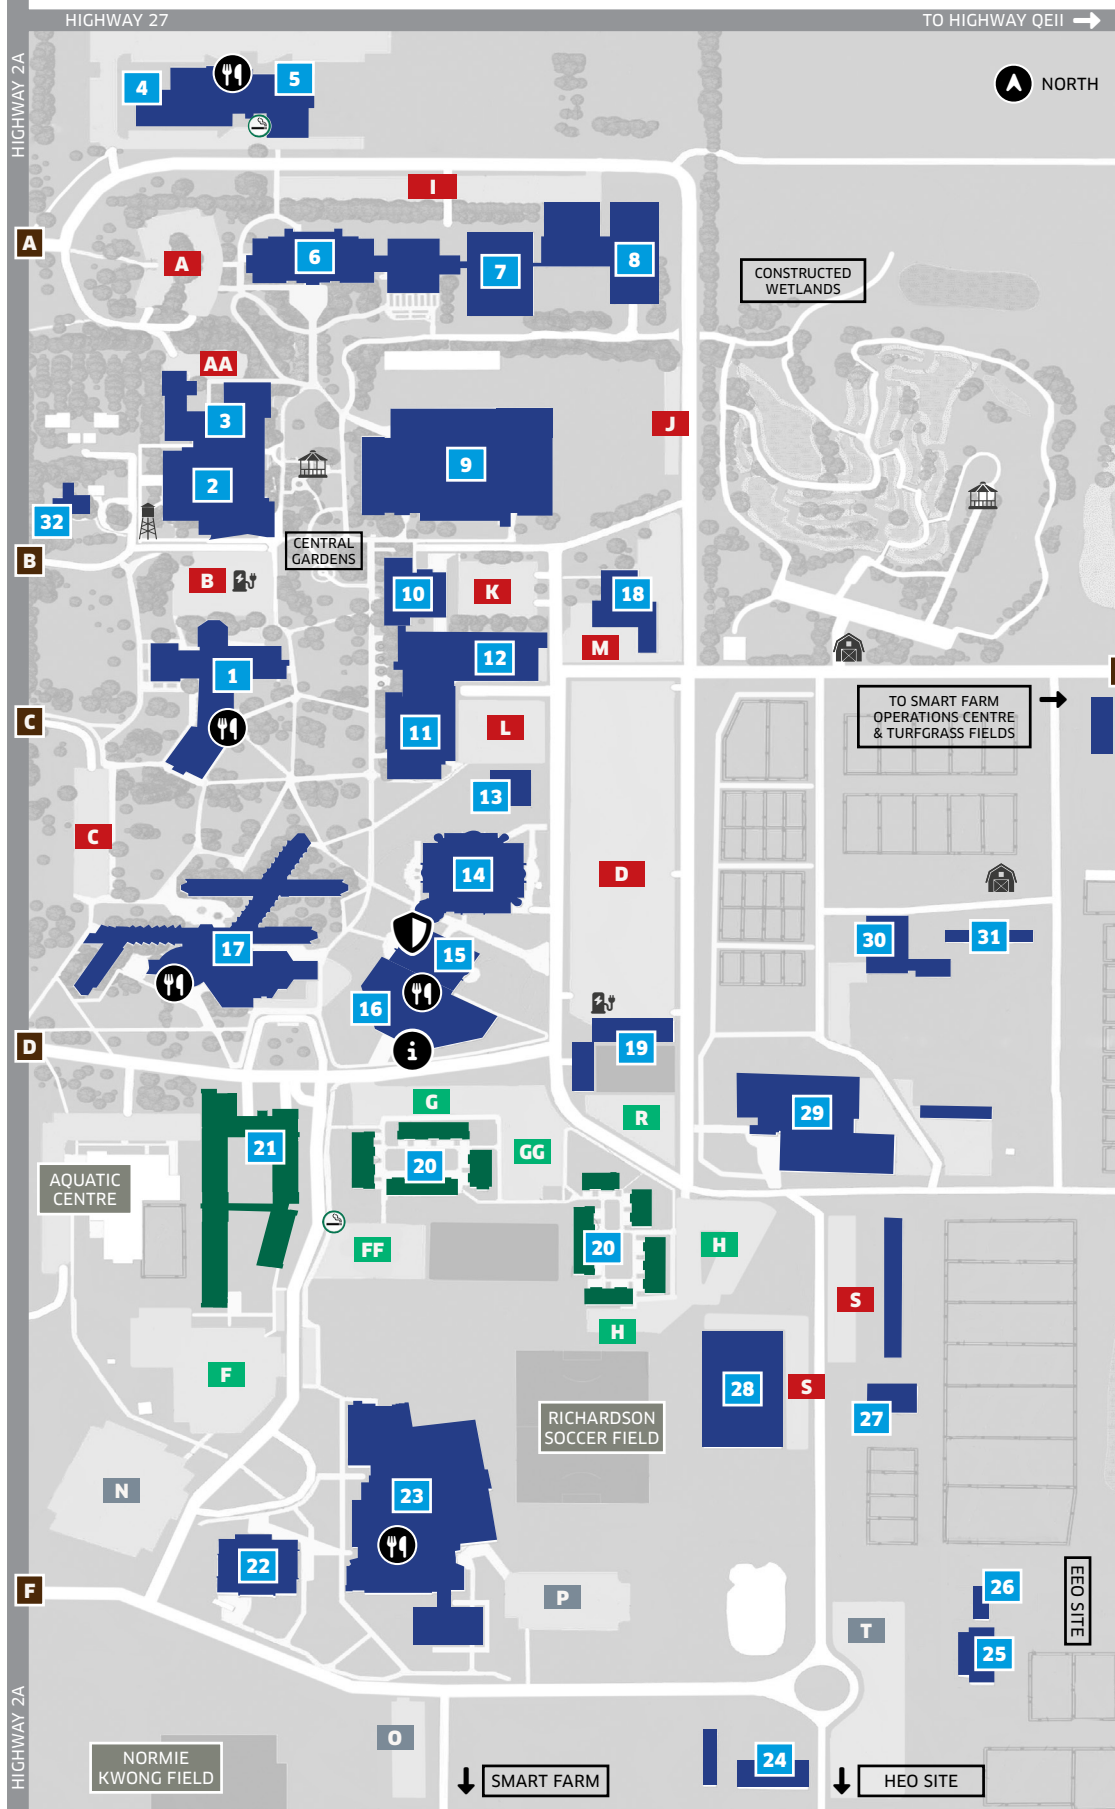 HIGHWAY 27
TO HIGHWAY QEII
HIGHWAY 2A
NORTH
4
5
I
A
A
6
7
8
CONSTRUCTED
WETLANDS
AA
3
J
9
2
32
CENTRAL
GARDENS
B
B
10
K
18
M
1
12
C
11
L
TO SMART FARM
OPERATIONS CENTRE
& TURFGRASS FIELDS
13
C
14
D
17
15
30
31
16
i
D
19
G
R
29
21
GG
20
AQUATIC
CENTRE
FF
20
H
S
H
F
28
S
27
RICHARDSON
SOCCER FIELD
N
23
22
F
P
26
EEO SITE
T
25
HIGHWAY 2A
O
NORMIE
KWONG FIELD
SMART FARM
24
HEO SITE